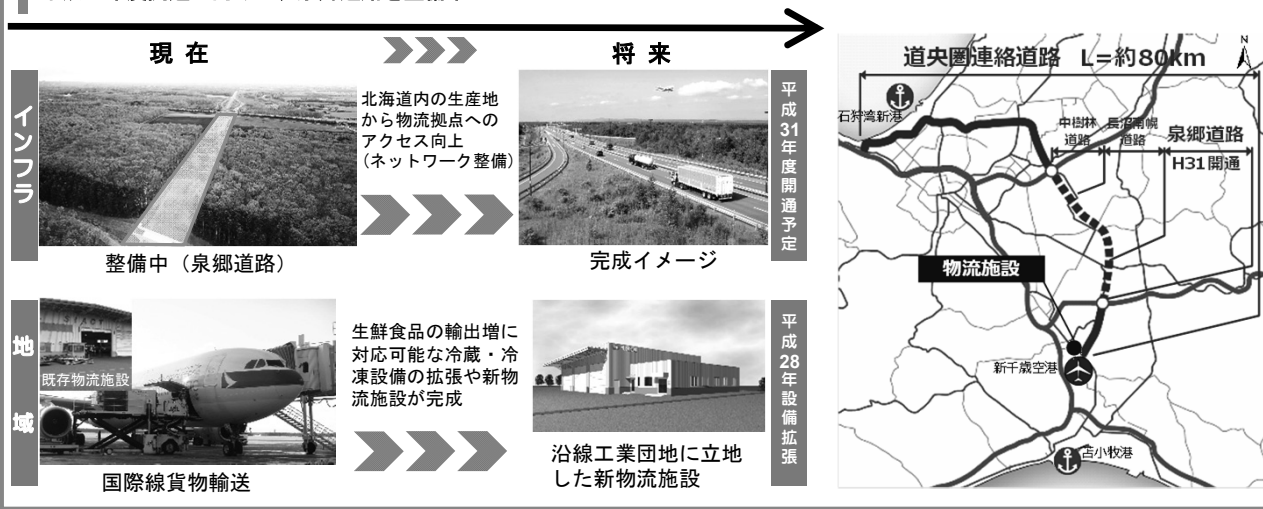 現在
将来
インフラ
北海道内の生産地
から物流拠点への
アクセス向上
（ネットワーク整備）
平成31年度開通予定
整備中（泉郷道路）
完成イメージ
地域
既存物流施設
生鮮食品の輸出増に
対応可能な冷蔵・冷
凍設備の拡張や新物
流施設が完成
平成28年設備拡張
国際線貨物輸送
沿線工業団地に立地
した新物流施設
道央圏連絡道路 L=約80km
N
石狩湾新港
中樹林
道路
長沼南幌
道路
泉郷道路
H31開通
物流施設
新千歳空港
苫小牧港